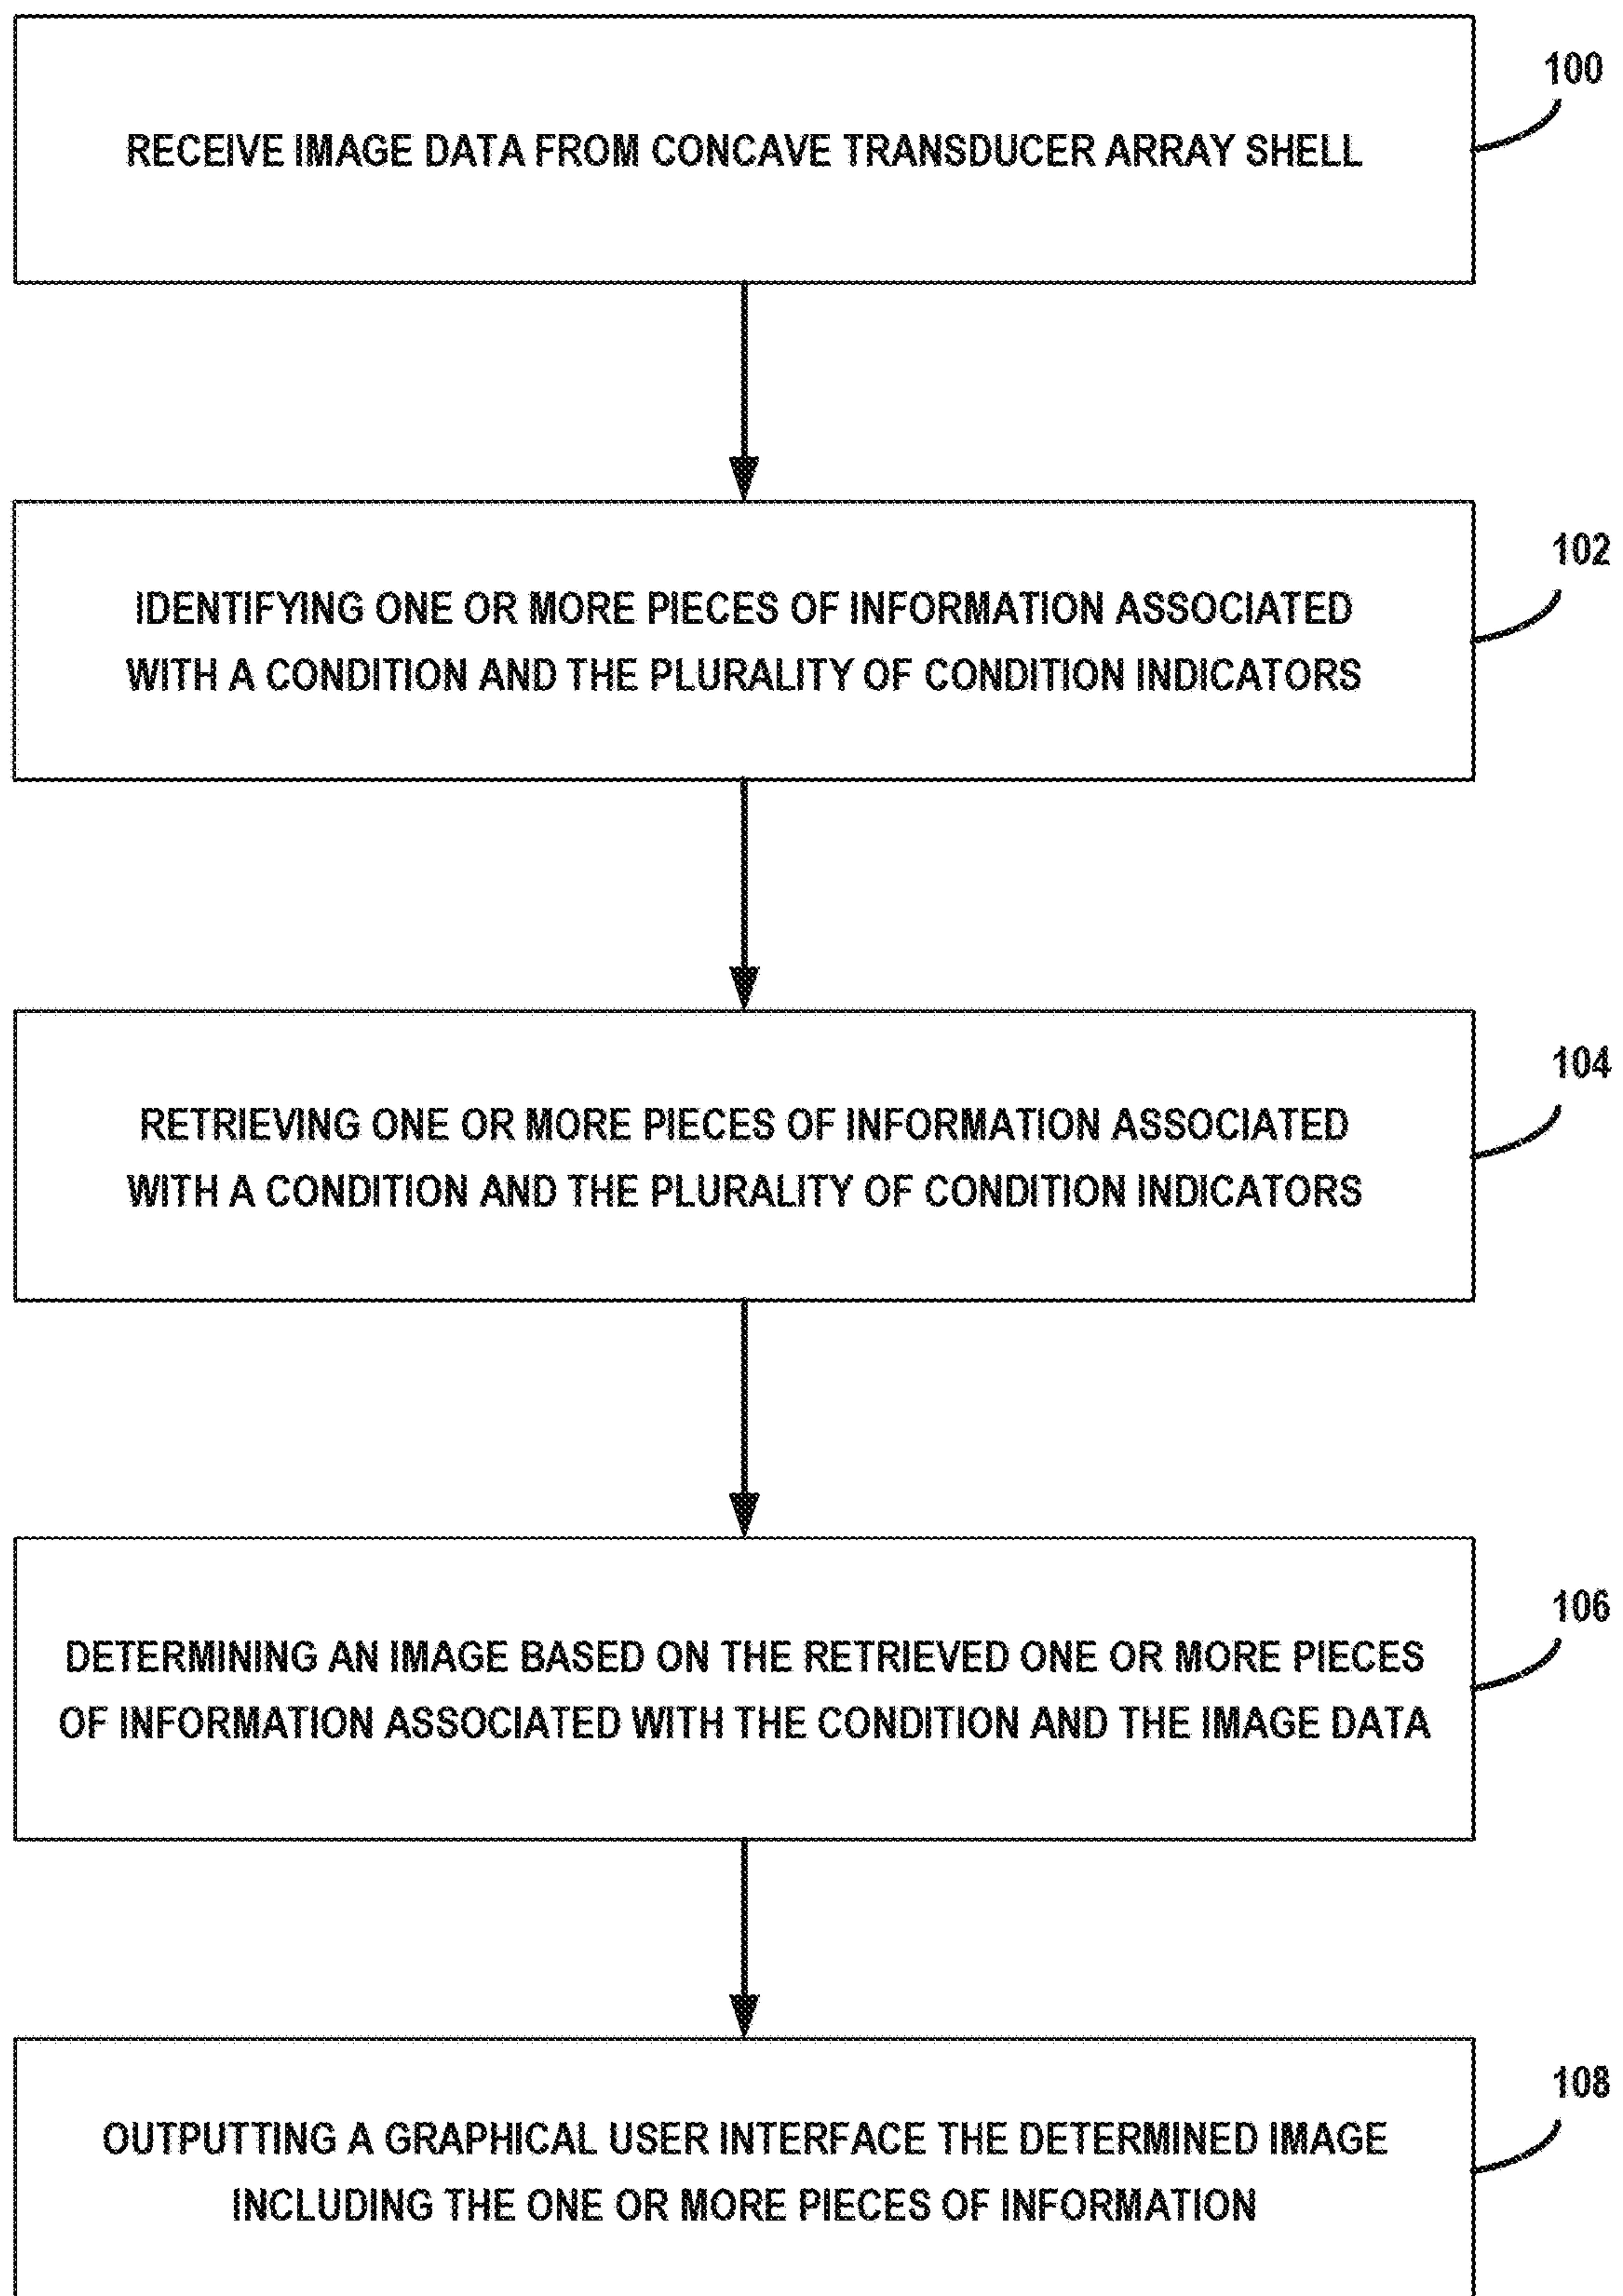 100
RECEIVE IMAGE DATA FROM CONCAVE TRANSDUCER ARRAY SHELL
102
IDENTIFYING ONE OR MORE PIECES OF INFORMATION ASSOCIATED
WITH A CONDITION AND THE PLURALITY OF CONDITION INDICATORS
104
RETRIEVING ONE OR MORE PIECES OF INFORMATION ASSOCIATED
WITH A CONDITION AND THE PLURALITY OF CONDITION INDICATORS
106
DETERMINING AN IMAGE BASED ON THE RETRIEVED ONE OR MORE PIECES
OF INFORMATION ASSOCIATED WITH THE CONDITION AND THE IMAGE DATA
108
OUTPUTTING A GRAPHICAL USER INTERFACE THE DETERMINED IMAGE
INCLUDING THE ONE OR MORE PIECES OF INFORMATION